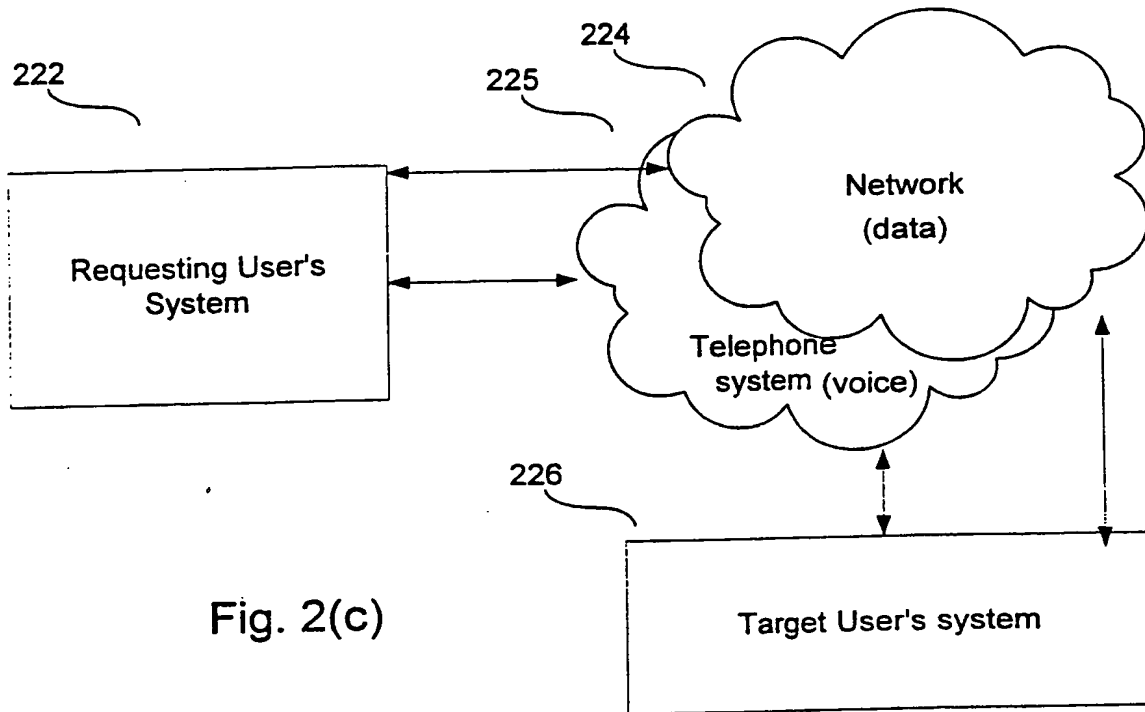 224
222
225
Network
(data)
Requesting User's
System
Telephone
system (voice)
226
Fig. 2(c)
Target User's system